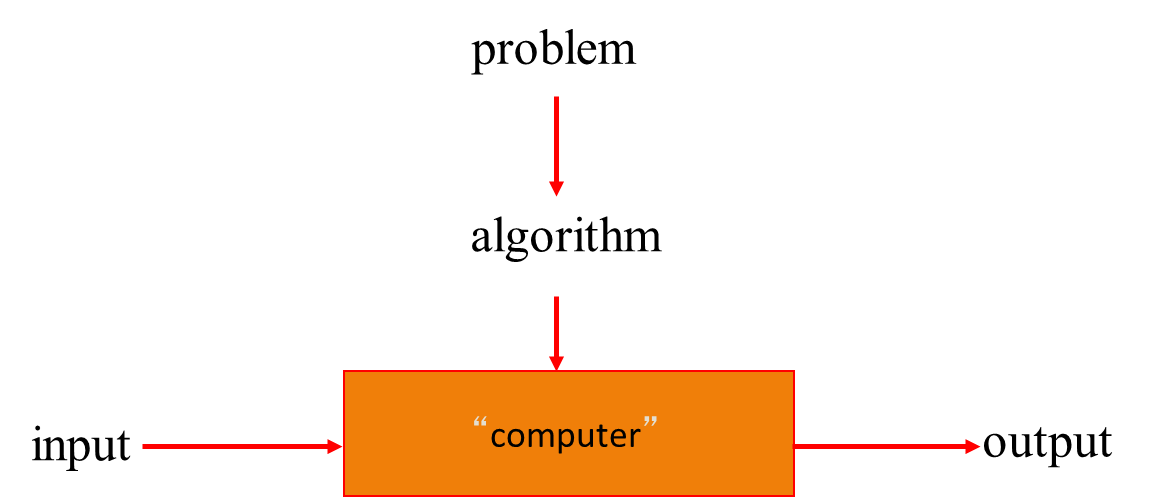 problem
algorithm
input
“computer”
output